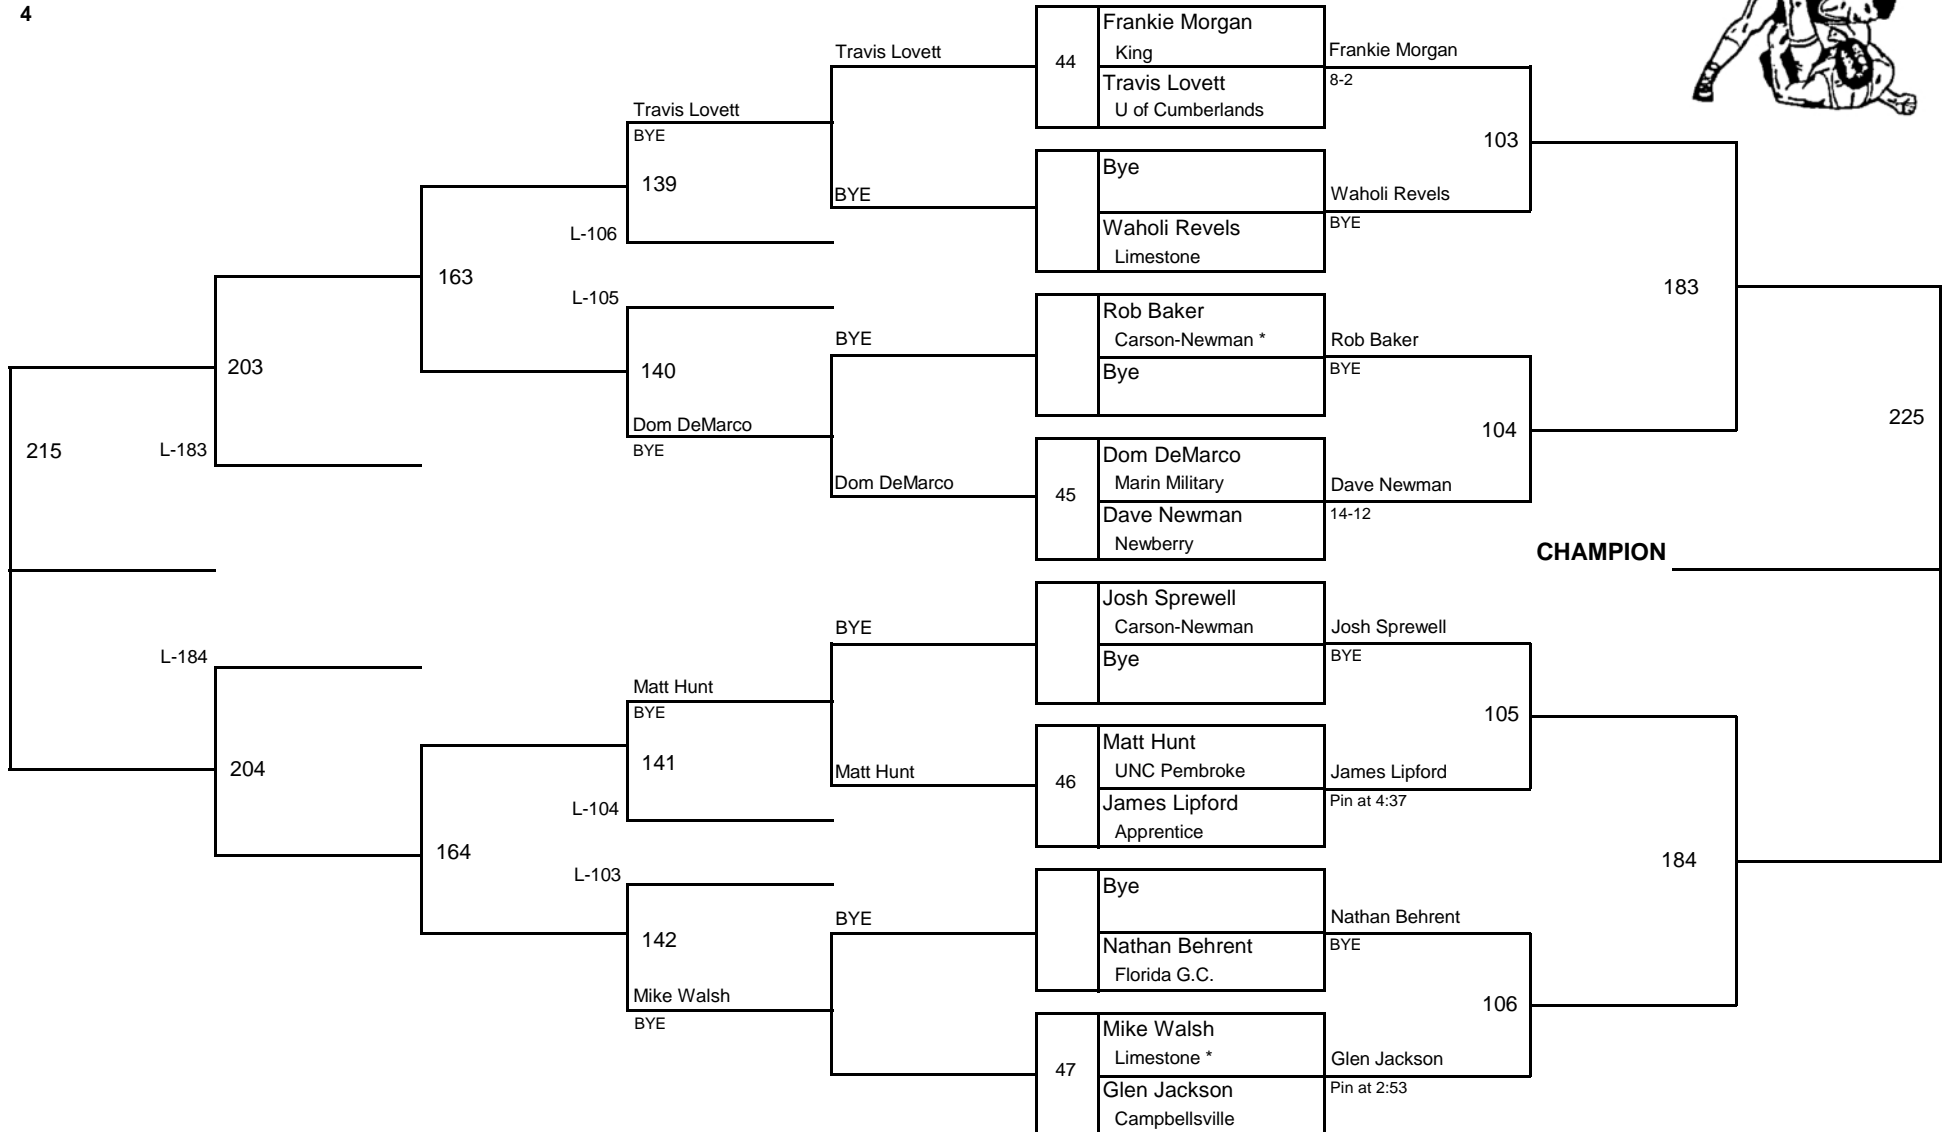 4
Frankie Morgan
King
Travis Lovett
Frankie Morgan
44
8-2
Travis Lovett
U of Cumberlands
Travis Lovett
BYE
103
139
Bye
BYE
Waholi Revels
BYE
Waholi Revels
Limestone
L-106
163
L-105
183
Rob Baker
Carson-Newman *
BYE
Rob Baker
BYE
Bye
203
140
Dom DeMarco
BYE
104
225
215
L-183
Dom DeMarco
Marin Military
Dom DeMarco
45
Dave Newman
14-12
Dave Newman
Newberry
CHAMPION
Josh Sprewell
Carson-Newman
BYE
Josh Sprewell
BYE
Bye
L-184
Matt Hunt
BYE
105
Matt Hunt
UNC Pembroke
204
141
Matt Hunt
46
James Lipford
Pin at 4:37
James Lipford
Apprentice
L-104
164
184
L-103
Bye
BYE
Nathan Behrent
BYE
Nathan Behrent
Florida G.C.
142
Mike Walsh
BYE
106
Mike Walsh
Limestone *
47
Glen Jackson
Pin at 2:53
Glen Jackson
Campbellsville